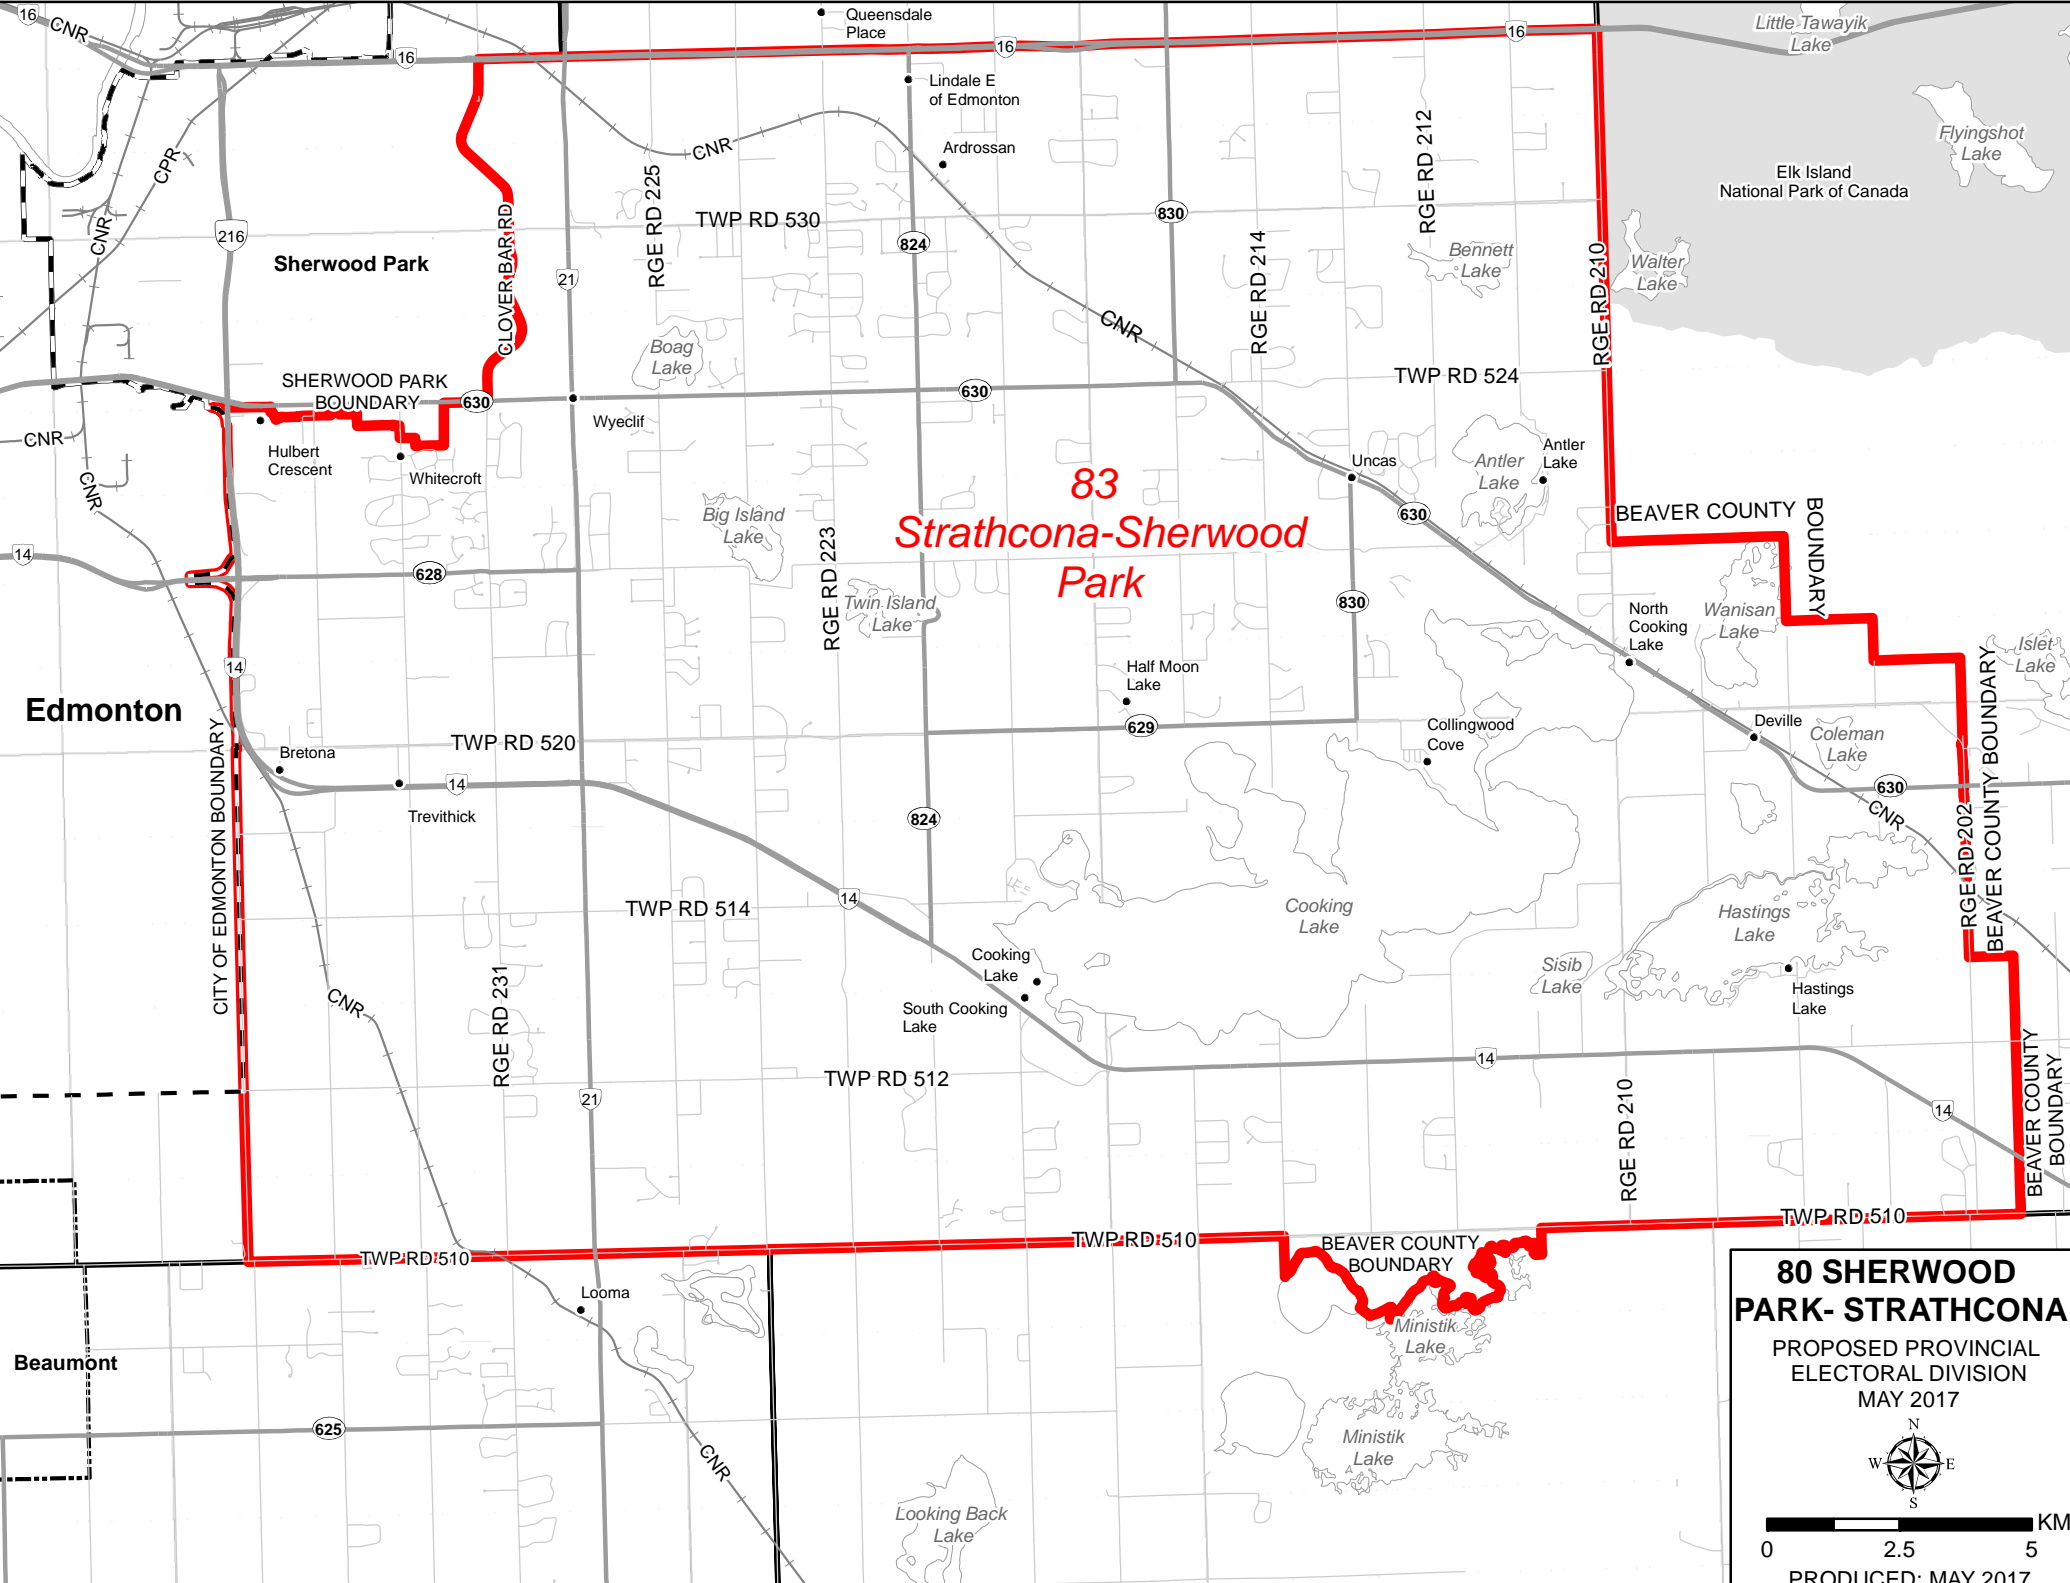 16
CNR
Queensdale
Place
16
16
16
Little Tawayik
Lake
Lindale E
of Edmonton
CNR
Ardrossan
CPR
CNR
216
Sherwood Park
CLOVER BAR RD
21
RGE RD 225
TWP RD 530
824
830
RGE RD 212
RGE RD 214
Bennett
Lake
RGE RD 210
Elk Island
National Park of Canada
Flyingshot
Lake
Walter
Lake
CNR
Boag
Lake
SHERWOOD PARK
BOUNDARY
630
630
TWP RD 524
Wyeclif
CNR
Hulbert
Crescent
Whitecroft
CNR
83
Strathcona-Sherwood
Park
Uncas
Antler
Lake
Antler
Lake
630
BEAVER COUNTY
BOUNDARY
Big Island
Lake
14
628
RGE RD 223
Twin Island
Lake
830
North
Cooking
Lake
Wanisan
Lake
Islet
Lake
14
Edmonton
Half Moon
Lake
629
Collingwood
Cove
Deville
Coleman
Lake
630
CNR
BEAVER COUNTY BOUNDARY
RGE RD 202
CITY OF EDMONTON BOUNDARY
Bretona
TWP RD 520
14
Trevithick
824
TWP RD 514
14
Cooking
Lake
Hastings
Lake
Cooking
Lake
South Cooking
Lake
Sisib
Lake
Hastings
Lake
CNR
RGE RD 231
TWP RD 512
14
21
RGE RD 210
14
BEAVER COUNTY
BOUNDARY
TWP RD 510
TWP RD 510
TWP RD 510
BEAVER COUNTY
BOUNDARY
Looma
Ministik
Lake
Beaumont
625
CNR
Ministik
Lake
Looking Back
Lake
80 SHERWOOD
PARK- STRATHCONA
PROPOSED PROVINCIAL
ELECTORAL DIVISION
MAY 2017
N
W E
S
KM
0 2.5 5
PRODUCED: MAY 2017